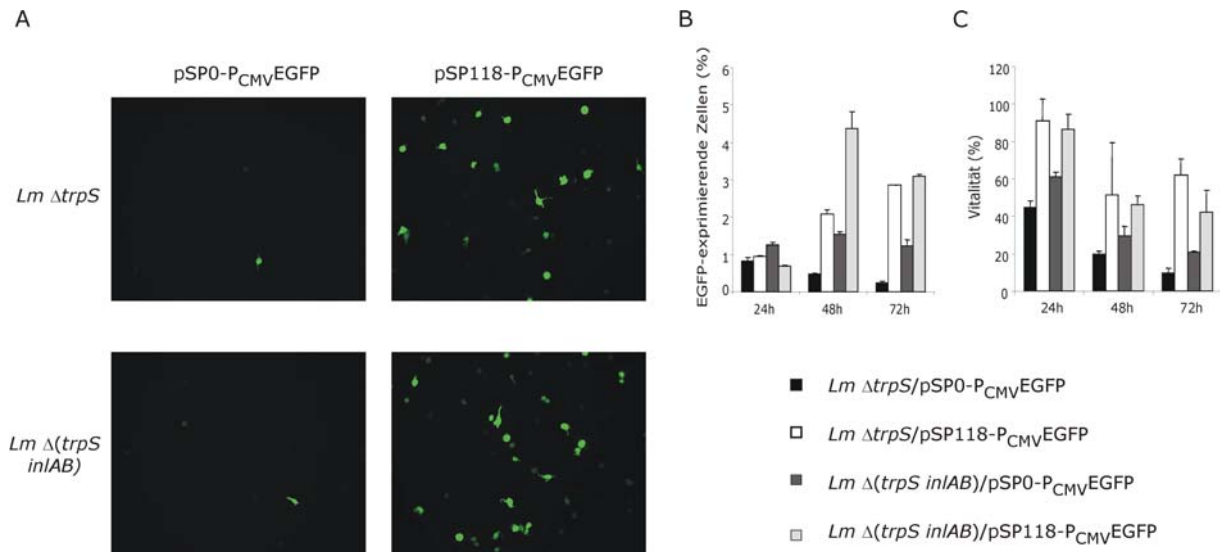 A
pSP0-PCMVEGFP
pSP118-PCMVEGFP
Lm ΔtrpS
Lm Δ(trpS
inlAB)
B
EGFP-exprimierende Zellen (%)
6
5
4
3
2
1
0
24h
48h
72h
C
Vitalität (%)
120
100
80
60
40
20
0
24h
48h
72h
Lm ΔtrpS/pSP0-PCMVEGFP
Lm ΔtrpS/pSP118-PCMVEGFP
Lm Δ(trpS inlAB)/pSP0-PCMVEGFP
Lm Δ(trpS inlAB)/pSP118-PCMVEGFP